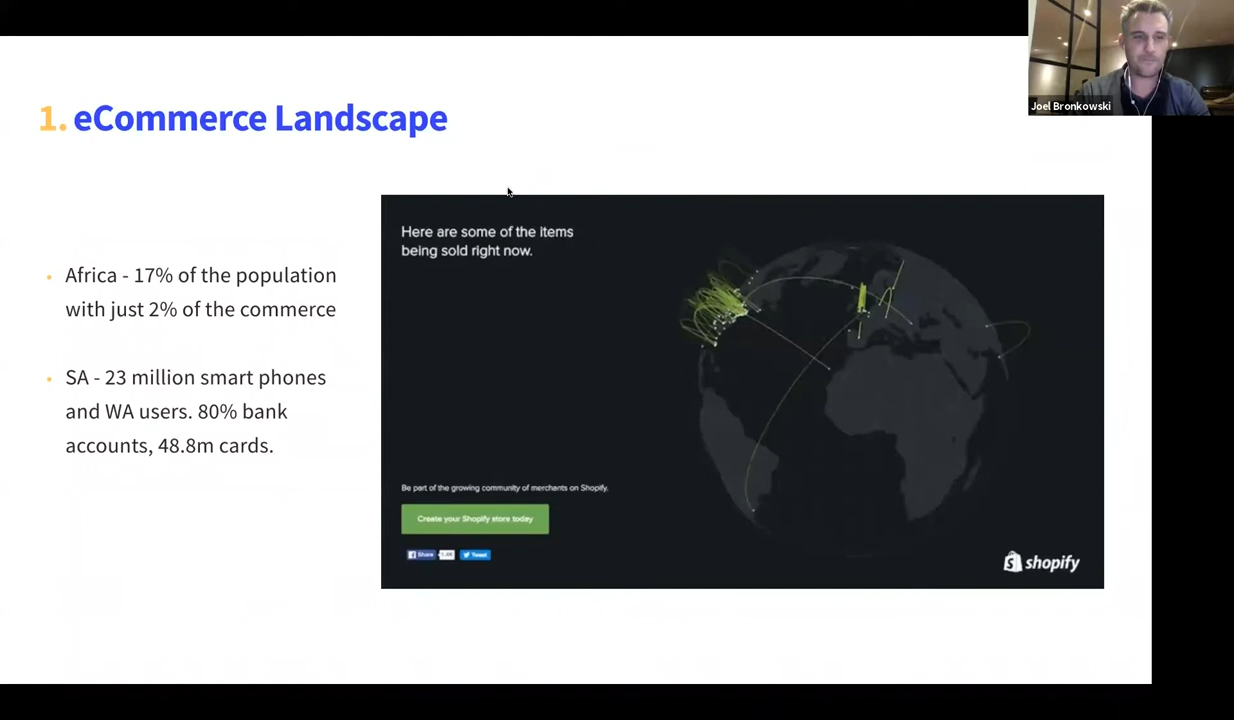 1. eCommerce Landscape
Joel Bronkowski
• Africa - 17% of the population
with just 2% of the commerce
• SA - 23 million smart phones
and WA users. 80% bank
accounts, 48.8m cards.
Here are some of the items
being sold right now.
Be part of the growing community of merchants on Shopify.
Create your Shopify store today
Share
Tweet
shopify